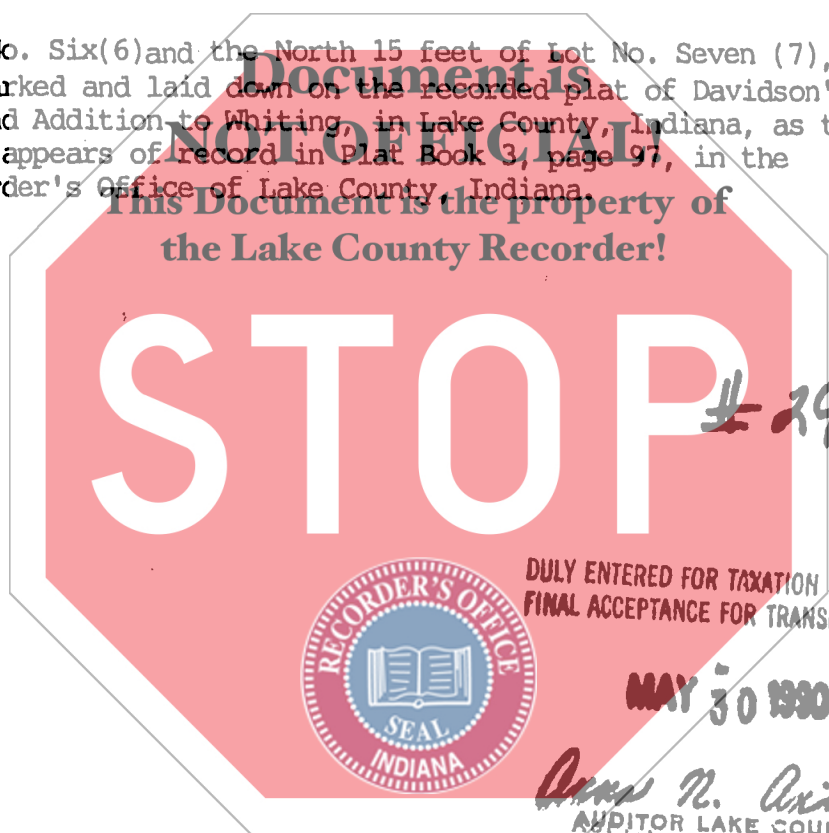 o. Six(6)and the North 15 feet of Lot No. Seven (7),
rked and laid down on the recorded plat of Davidson'
d Addition to Whiting, in Lake County, Indiana, as t
appears of record in Plat Book 3, page 97, in the
der's Office of Lake County, Indiana.
Document is
NOT OFFICIAL!
This Document is the property of
the Lake County Recorder!
STOP
# 29
DULY ENTERED FOR TAXATION
FINAL ACCEPTANCE FOR TRANS
MAY 30 1990
RECORDER'S OFFICE
SEAL
INDIANA
N.
AUDITOR LAKE COU